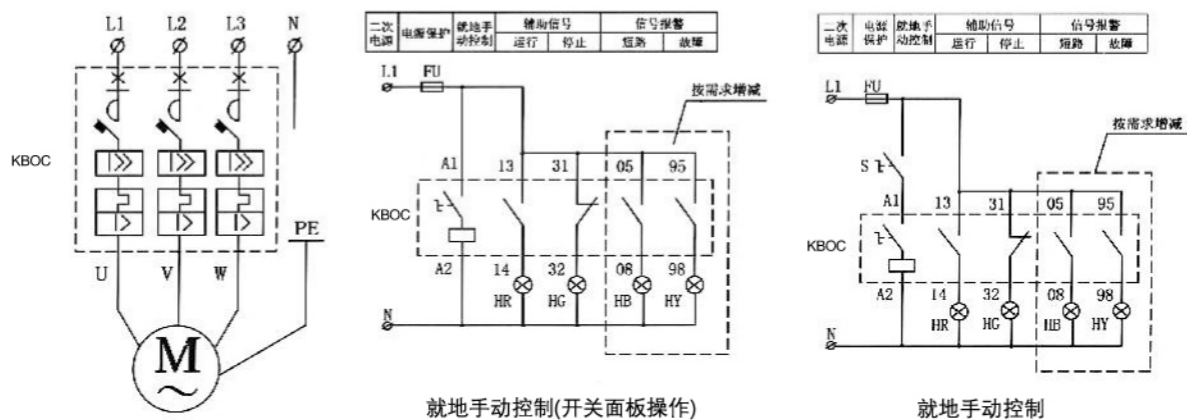 L1 L2 L3 N
KBOC
PE
U V W
M
~
二次电源 电源保护 就地手动控制 辅助信号 信号报警
运行 停止 短路 故障
L1 FU
按需求增减
A1 13 31 05 95
KBOC
A2 14 32 08 98
HR HG HB HY
N
就地手动控制(开关面板操作)
二次电源 电源保护 就地手动控制 辅助信号 信号报警
运行 停止 短路 故障
L1 FU
按需求增减
S
A1 13 31 05 95
KBOC
A2 14 32 08 98
HR HG HB HY
N
就地手动控制